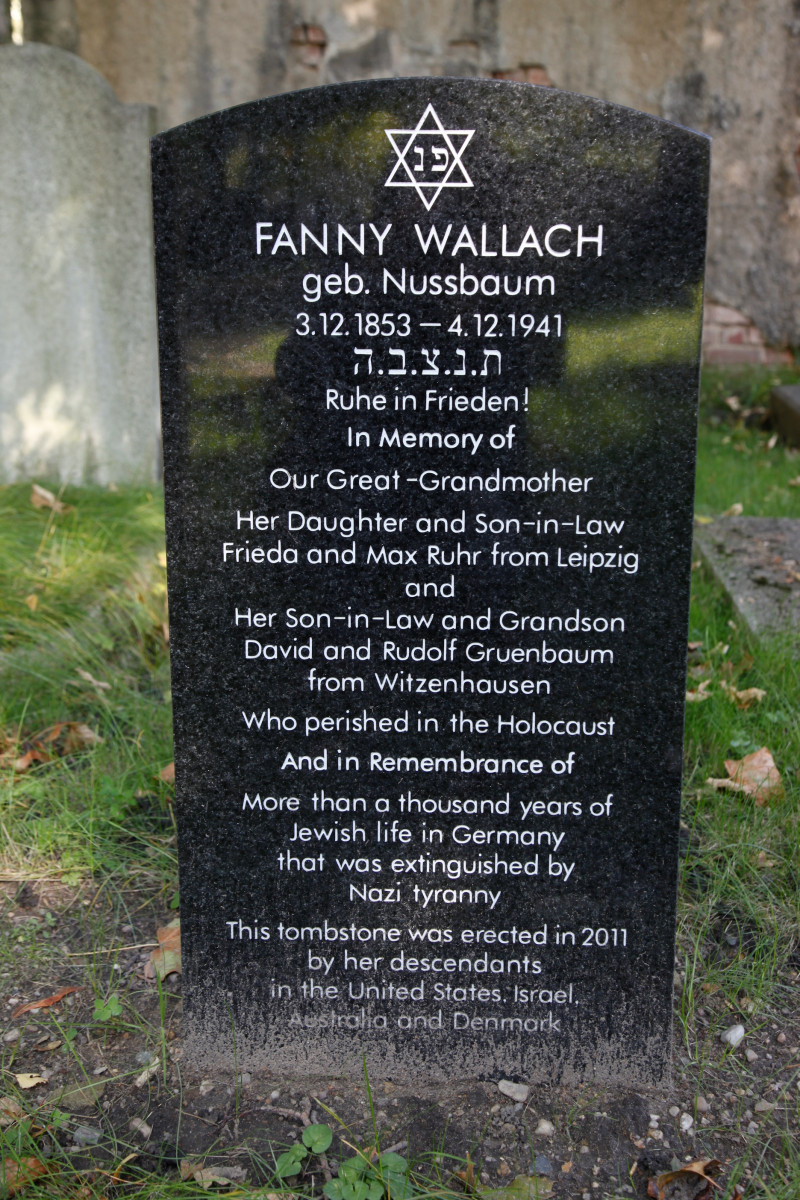 פנ
FANNY WALLACH
geb. Nussbaum
3.12.1853 – 4.12.1941
ת.נ.צ.ב.ה
Ruhe in Frieden!
In Memory of
Our Great-Grandmother
Her Daughter and Son-in-Law
Frieda and Max Ruhr from Leipzig
and
Her Son-in-Law and Grandson
David and Rudolf Gruenbaum
from Witzenhausen
Who perished in the Holocaust
And in Remembrance of
More than a thousand years of
Jewish life in Germany
that was extinguished by
Nazi tyranny
This tombstone was erected in 2011
by her descendants
in the United States, Israel,
Australia and Denmark